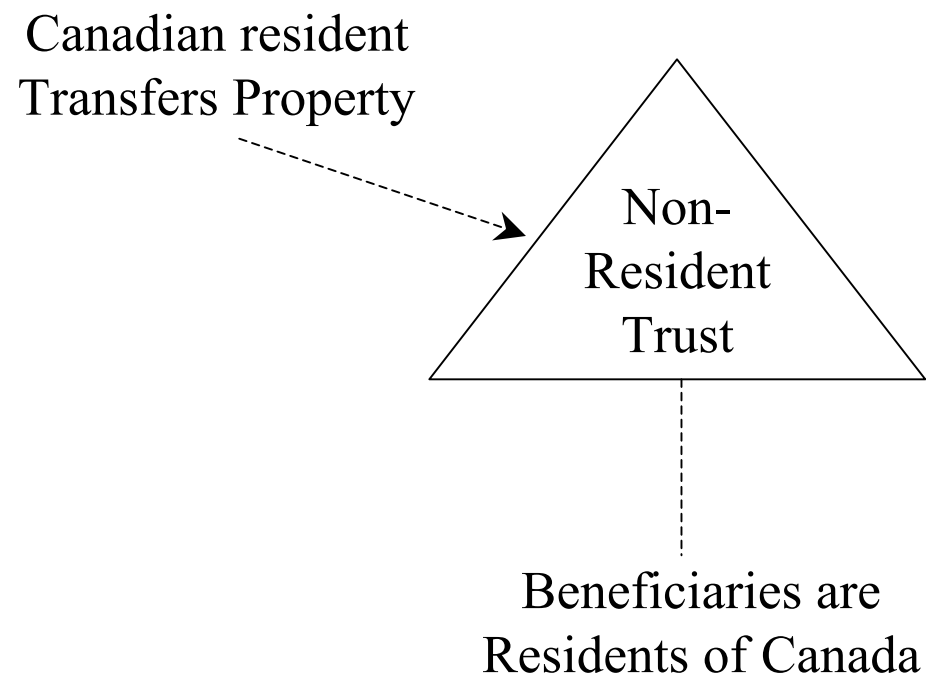 Canadian resident
Transfers Property
Non-
Resident
Trust
Beneficiaries are
Residents of Canada